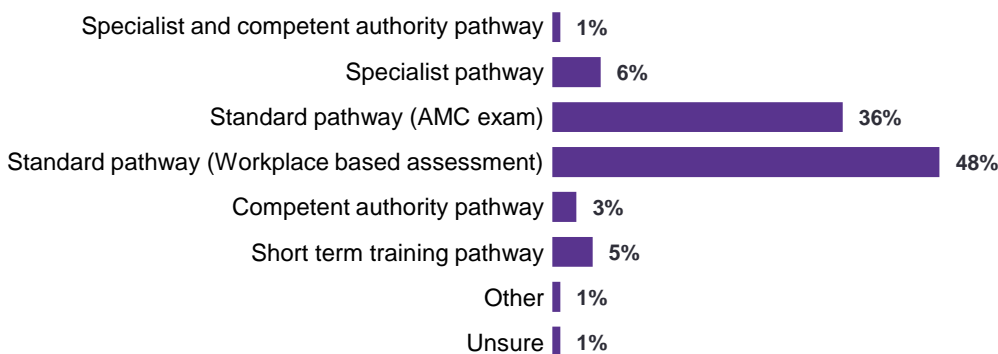 Specialist and competent authority pathway 1%
Specialist pathway 6%
Standard pathway (AMC exam) 36%
Standard pathway (Workplace based assessment) 48%
Competent authority pathway 3%
Short term training pathway 5%
Other 1%
Unsure 1%